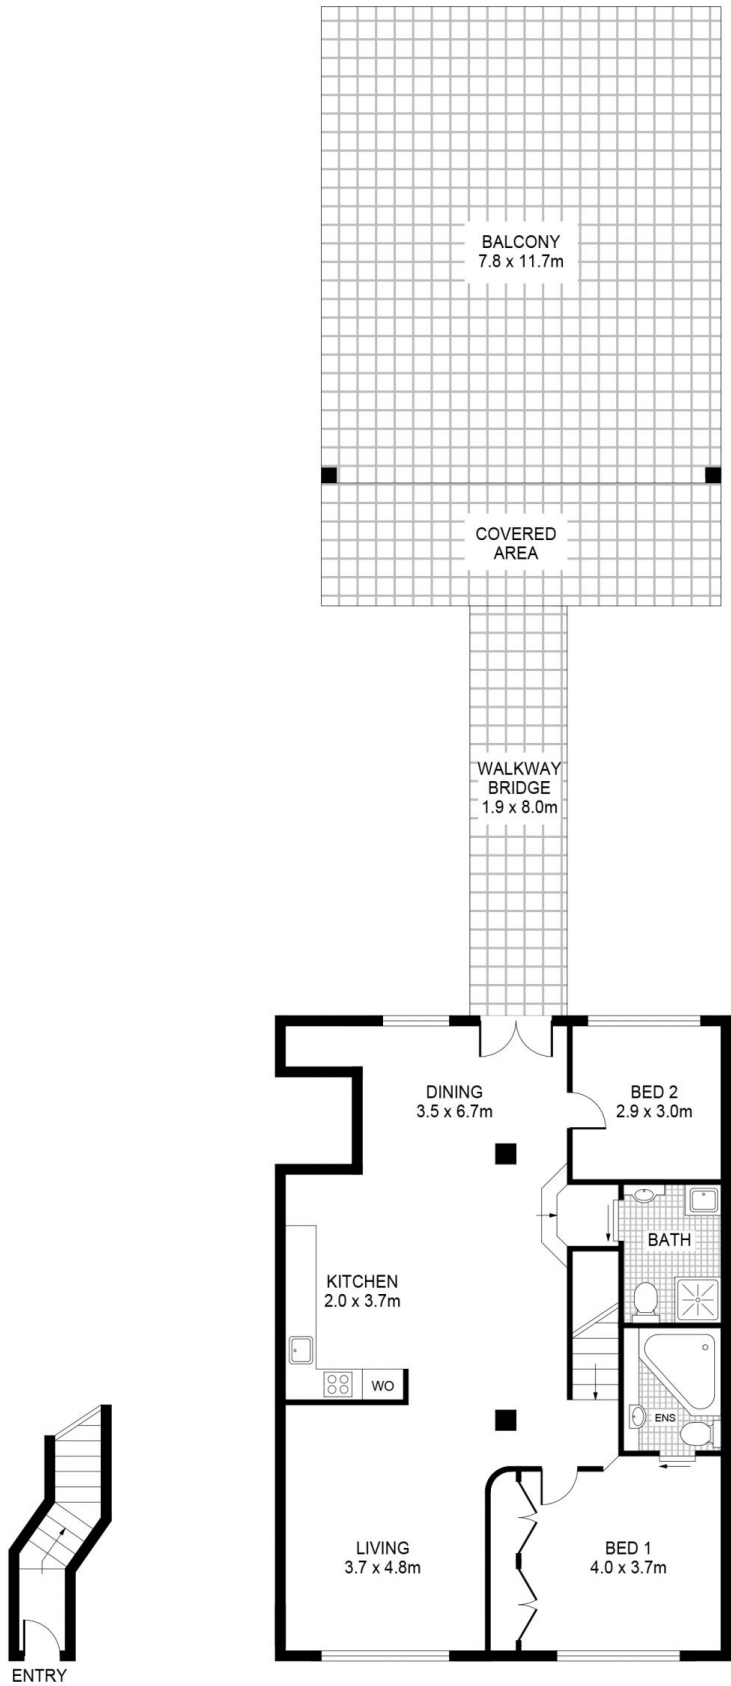 BALCONY
7.8 x 11.7m
COVERED
AREA
WALKWAY
BRIDGE
1.9 x 8.0m
DINING
3.5 x 6.7m
BED 2
2.9 x 3.0m
BATH
KITCHEN
2.0 x 3.7m
WO
ENS
LIVING
3.7 x 4.8m
BED 1
4.0 x 3.7m
ENTRY